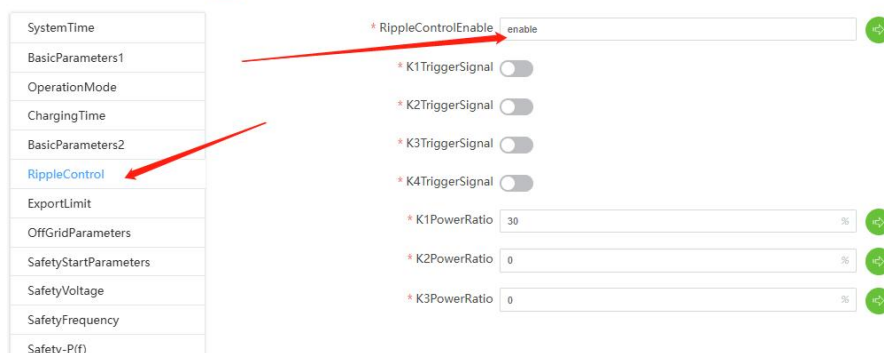 SystemTime
BasicParameters1
OperationMode
ChargingTime
BasicParameters2
RippleControl
ExportLimit
OffGridParameters
SafetyStartParameters
SafetyVoltage
SafetyFrequency
Safety-P(f)
* RippleControlEnable enable
* K1TriggerSignal
* K2TriggerSignal
* K3TriggerSignal
* K4TriggerSignal
* K1PowerRatio 30 %
* K2PowerRatio 0 %
* K3PowerRatio 0 %